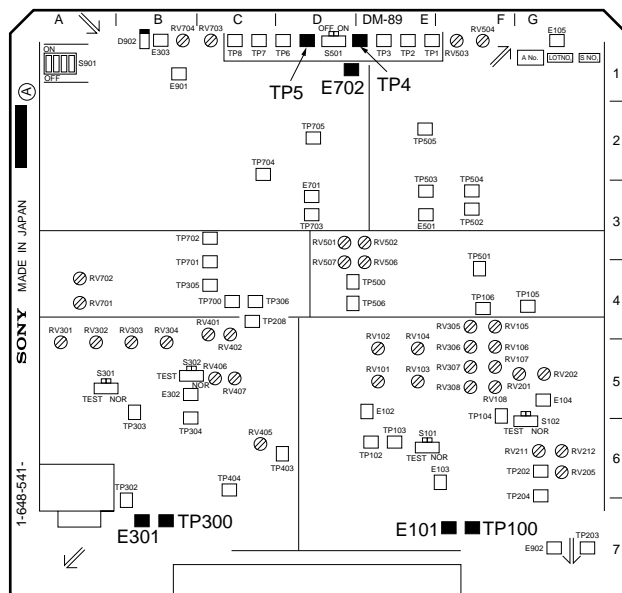 A B C D DM-89 E F G
D902 E303 RV704 RV703 TP8 TP7 TP6 OFF ON S501 TP3 TP2 TP1 RV503 RV504 E105
ON S901 OFF
E901
TP5 E702 TP4
A No. LOTNO. S NO.
1
A
TP705 TP505
2
TP704
E701 TP503 TP504
TP703 E501 TP502
3
TP702 RV501 RV502
TP701 RV507 RV506 TP501
RV702 TP305 TP500
RV701 TP700 TP306 TP506 TP106 TP105
4
TP208
RV301 RV302 RV303 RV304 RV401 RV402 RV102 RV104 RV305 RV105
RV306 RV106
S301 S302 TEST NOR RV406 RV407 RV101 RV103 RV307 RV107 RV308 RV201 RV202
5
TEST NOR E302 E102 RV108 E104
TP303 TP304 TP104 S102
TEST NOR
RV405 TP403 TP102 TP103 S101 TEST NOR RV211 RV212
6
TP404 E103 TP202 RV205
TP302 TP204
E301 TP300 E101 TP100
E902 TP203
7
SONY MADE IN JAPAN
1-648-541-